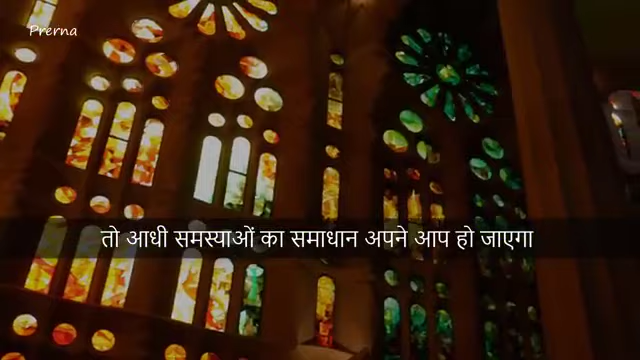 Prerna
तो आधी समस्याओं का समाधान अपने आप हो जाएगा